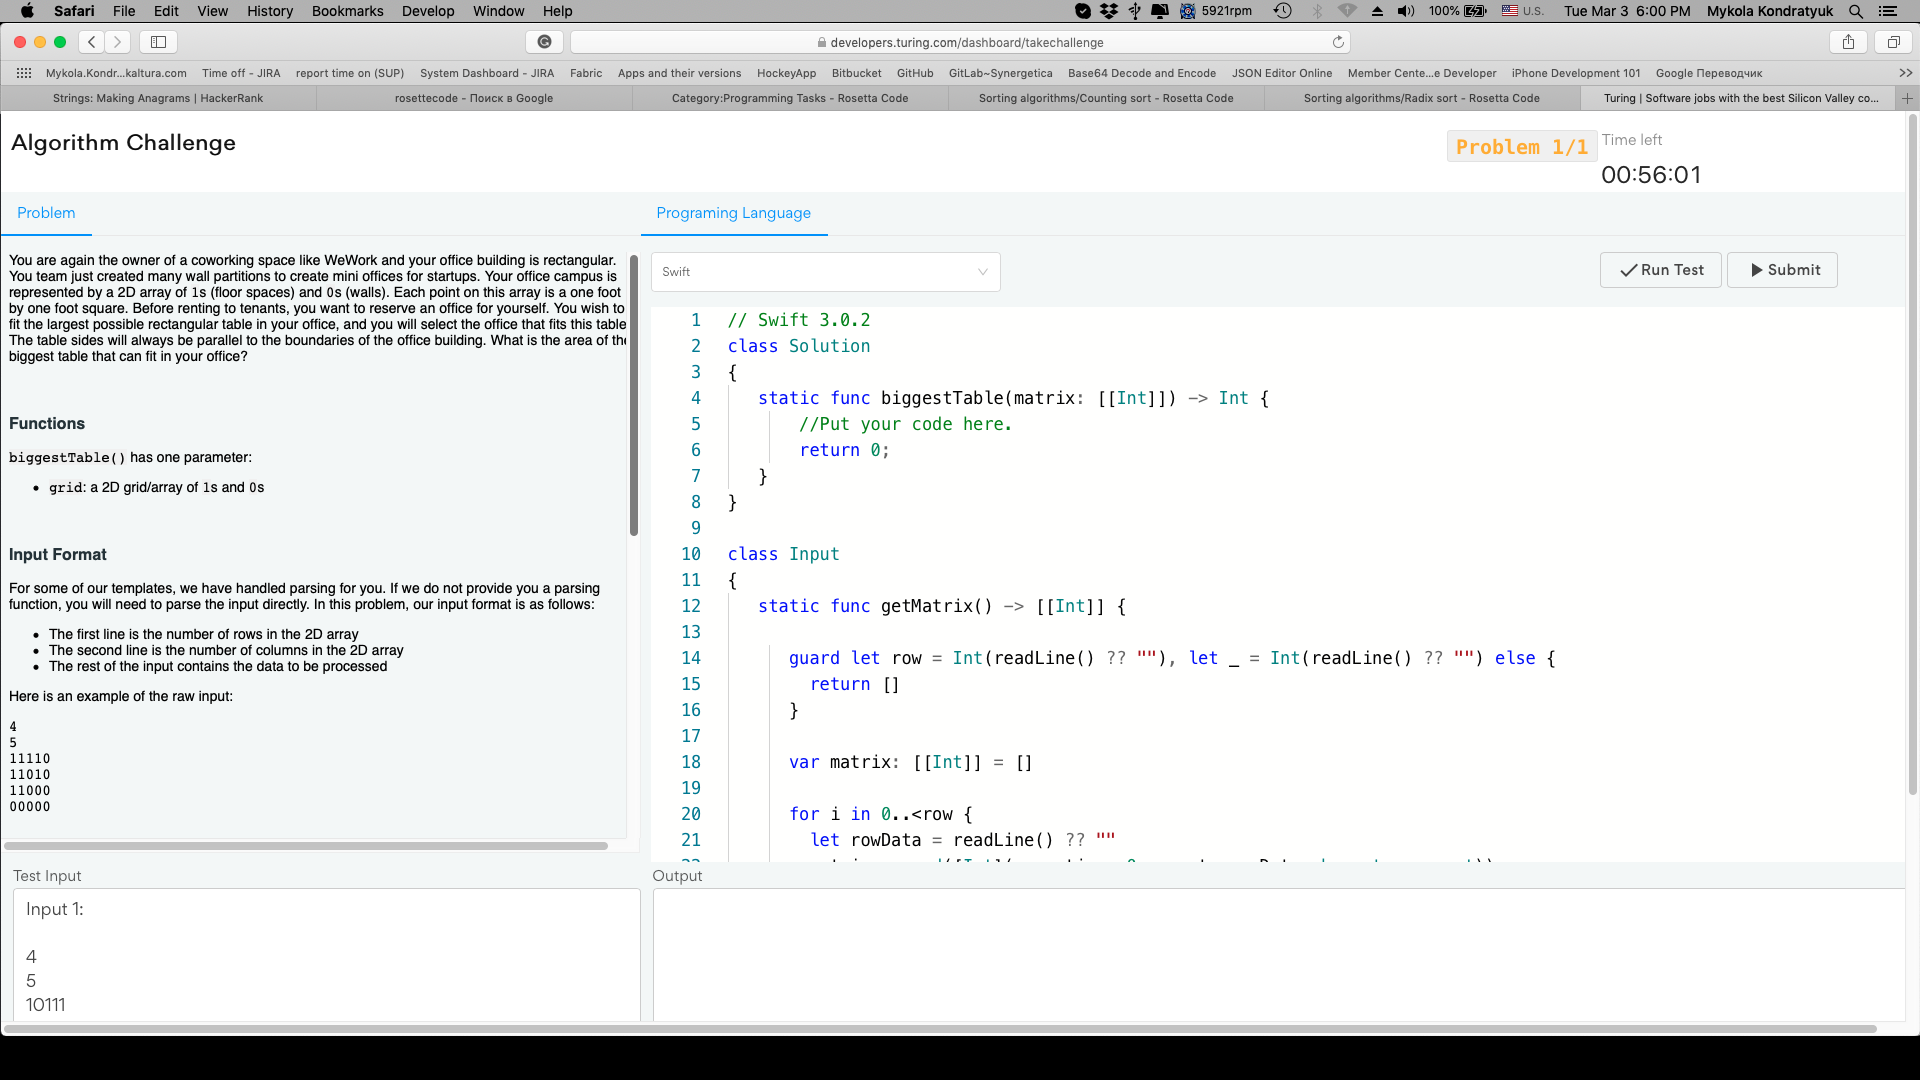 Safari File Edit View History Bookmarks Develop Window Help 5921rpm 100% U.S. Tue Mar 3 6:00 PM Mykola Kondratyuk
developers.turing.com/dashboard/takechallenge
Mykola.Kondr...kaltura.com Time off - JIRA report time on (SUP) System Dashboard - JIRA Fabric Apps and their versions HockeyApp Bitbucket GitHub GitLab~Synergetica Base64 Decode and Encode JSON Editor Online Member Cente...e Developer iPhone Development 101 Google Переводчик >>
Strings: Making Anagrams | HackerRank rosettecode - Поиск в Google Category:Programming Tasks - Rosetta Code Sorting algorithms/Counting sort - Rosetta Code Sorting algorithms/Radix sort - Rosetta Code Turing | Software jobs with the best Silicon Valley co...
Algorithm Challenge
Problem 1/1
Time left
00:56:01
Problem
You are again the owner of a coworking space like WeWork and your office building is rectangular.
You team just created many wall partitions to create mini offices for startups. Your office campus is
represented by a 2D array of 1s (floor spaces) and 0s (walls). Each point on this array is a one foot
by one foot square. Before renting to tenants, you want to reserve an office for yourself. You wish to
fit the largest possible rectangular table in your office, and you will select the office that fits this table
The table sides will always be parallel to the boundaries of the office building. What is the area of the
biggest table that can fit in your office?
Functions
biggestTable() has one parameter:
• grid: a 2D grid/array of 1s and 0s
Input Format
For some of our templates, we have handled parsing for you. If we do not provide you a parsing
function, you will need to parse the input directly. In this problem, our input format is as follows:
• The first line is the number of rows in the 2D array
• The second line is the number of columns in the 2D array
• The rest of the input contains the data to be processed
Here is an example of the raw input:
4
5
11110
11010
11000
00000
Test Input
Input 1:
4
5
10111
Programing Language
Swift
Run Test Submit
1 // Swift 3.0.2
2 class Solution
3 {
4 static func biggestTable(matrix: [[Int]]) -> Int {
5 //Put your code here.
6 return 0;
7 }
8 }
9
10 class Input
11 {
12 static func getMatrix() -> [[Int]] {
13
14 guard let row = Int(readLine() ?? ""), let _ = Int(readLine() ?? "") else {
15 return []
16 }
17
18 var matrix: [[Int]] = []
19
20 for i in 0..<row {
21 let rowData = readLine() ?? ""
Output